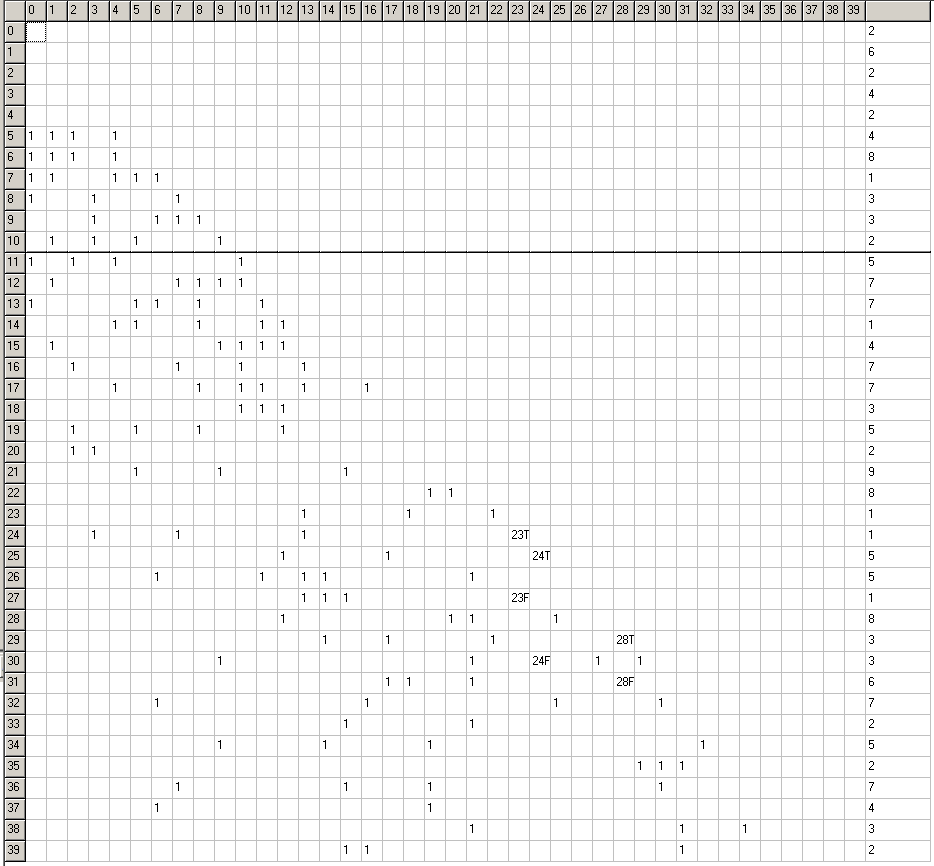 0 1 2 3 4 5 6 7 8 9 10 11 12 13 14 15 16 17 18 19 20 21 22 23 24 25 26 27 28 29 30 31 32 33 34 35 36 37 38 39
0 2
1 6
2 2
3 4
4 2
5 1 1 1 1 4
6 1 1 1 1 8
7 1 1 1 1 1 1
8 1 1 1 3
9 1 1 1 1 3
10 1 1 1 1 2
11 1 1 1 1 5
12 1 1 1 1 1 7
13 1 1 1 1 1 7
14 1 1 1 1 1 1
15 1 1 1 1 1 4
16 1 1 1 1 7
17 1 1 1 1 1 1 7
18 1 1 1 3
19 1 1 1 1 5
20 1 1 2
21 1 1 1 9
22 1 1 8
23 1 1 1 1
24 1 1 1 23T 1
25 1 1 24T 5
26 1 1 1 1 1 5
27 1 1 1 23F 1
28 1 1 1 1 8
29 1 1 1 28T 3
30 1 1 24F 1 1 3
31 1 1 1 28F 6
32 1 1 1 1 7
33 1 1 2
34 1 1 1 1 5
35 1 1 1 2
36 1 1 1 1 7
37 1 1 4
38 1 1 1 3
39 1 1 1 2